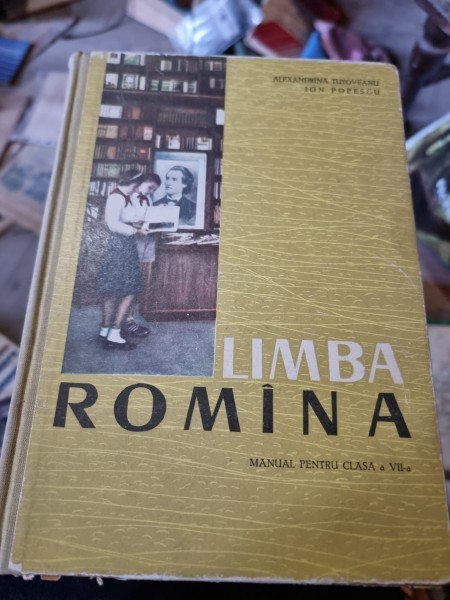 ALEXANDRINA TUTOVEANU
ION POPESCU
LIMBA
ROMÎNA
MANUAL PENTRU CLASA a VII-a